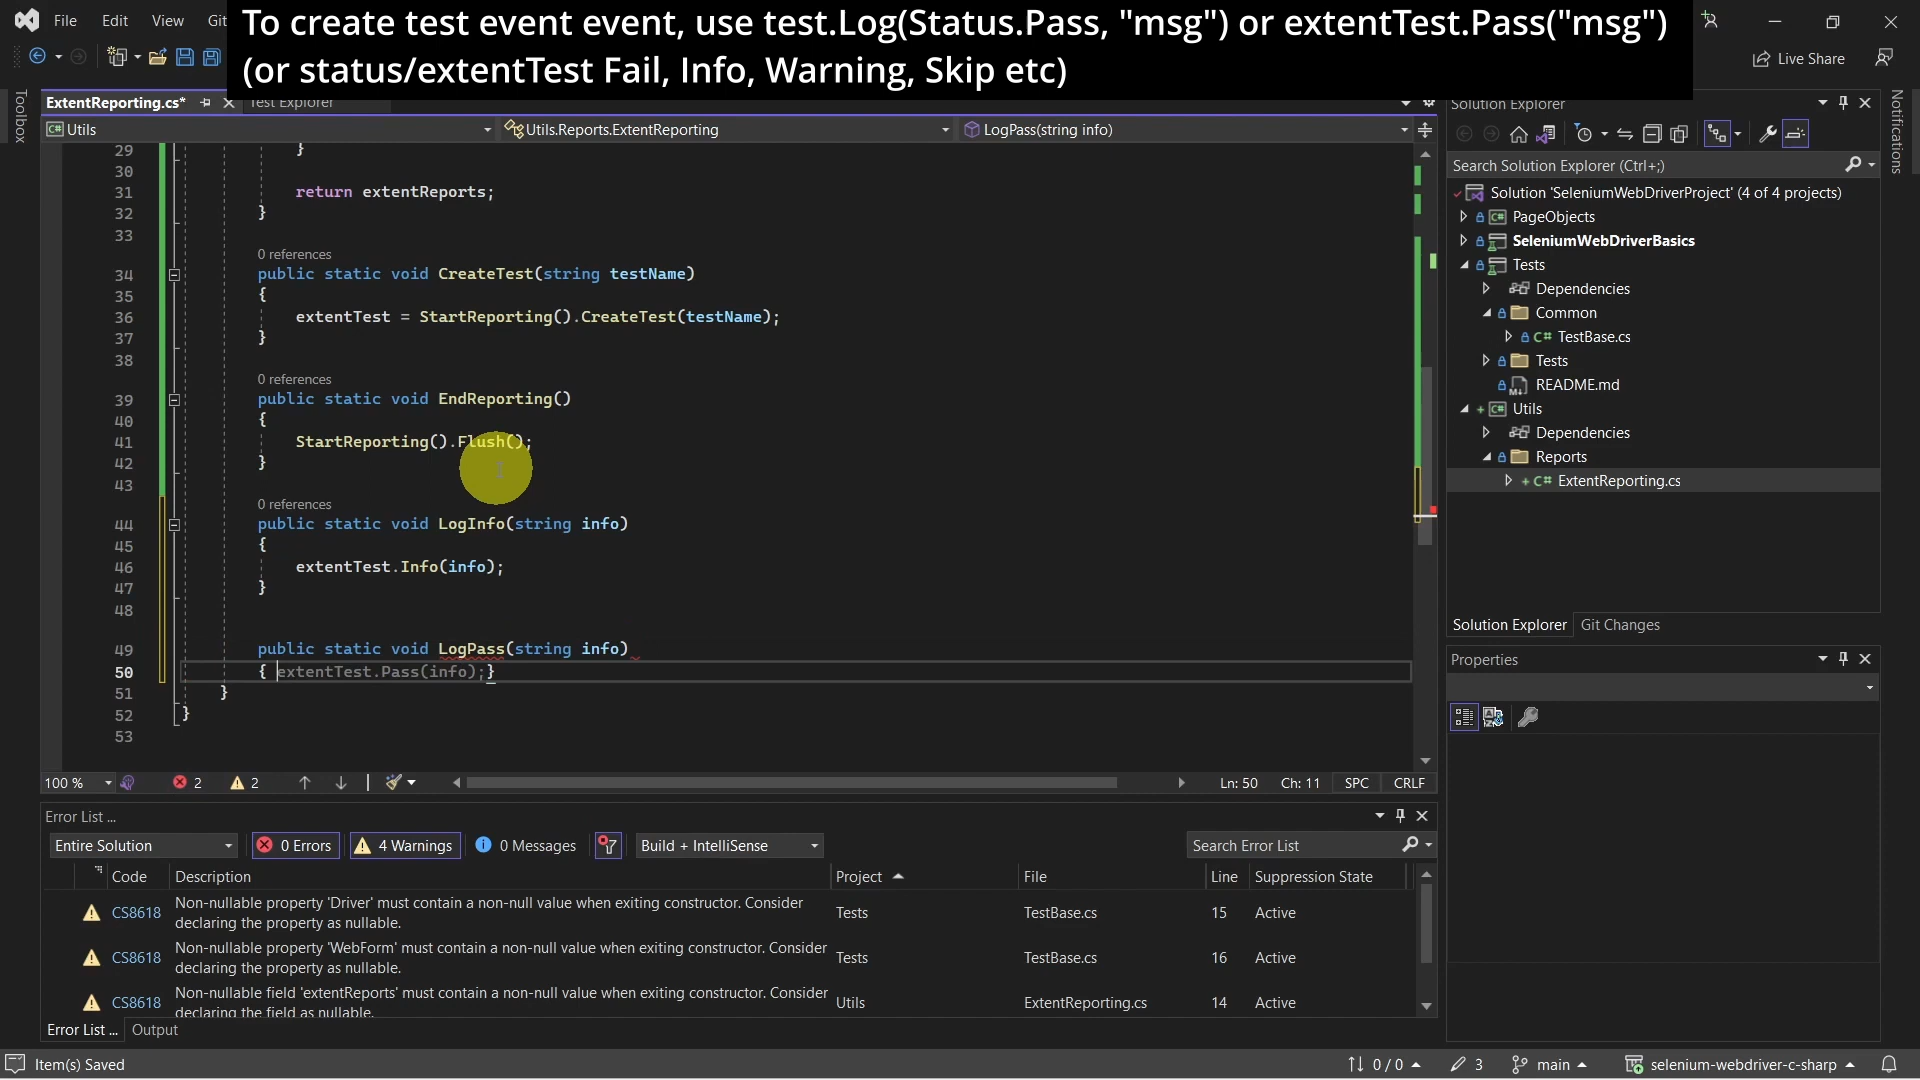 To create test event event, use test.Log(Status.Pass, "msg") or extentTest.Pass("msg")
(or status/extentTest Fail, Info, Warning, Skip etc)
File Edit View Git
Live Share
Toolbox
Notifications
ExtentReporting.cs* Test Explorer
Utils Utils.Reports.ExtentReporting LogPass(string info)
29 }
30
31 return extentReports;
32 }
33
0 references
34 public static void CreateTest(string testName)
35 {
36 extentTest = StartReporting().CreateTest(testName);
37 }
38
0 references
39 public static void EndReporting()
40 {
41 StartReporting().Flush();
42 }
43
0 references
44 public static void LogInfo(string info)
45 {
46 extentTest.Info(info);
47 }
48
49 public static void LogPass(string info)
50 { extentTest.Pass(info);}
51 }
52 }
53
100 % 2 2 Ln: 50 Ch: 11 SPC CRLF
Solution Explorer
Search Solution Explorer (Ctrl+;)
Solution 'SeleniumWebDriverProject' (4 of 4 projects)
PageObjects
SeleniumWebDriverBasics
Tests
Dependencies
Common
TestBase.cs
Tests
README.md
Utils
Dependencies
Reports
ExtentReporting.cs
Solution Explorer Git Changes
Properties
Error List ...
Entire Solution 0 Errors 4 Warnings 0 Messages Build + IntelliSense Search Error List
Code Description Project File Line Suppression State
CS8618 Non-nullable property 'Driver' must contain a non-null value when exiting constructor. Consider declaring the property as nullable. Tests TestBase.cs 15 Active
CS8618 Non-nullable property 'WebForm' must contain a non-null value when exiting constructor. Consider declaring the property as nullable. Tests TestBase.cs 16 Active
CS8618 Non-nullable field 'extentReports' must contain a non-null value when exiting constructor. Consider declaring the field as nullable. Utils ExtentReporting.cs 14 Active
Error List ... Output
Item(s) Saved 0 / 0 3 main selenium-webdriver-c-sharp